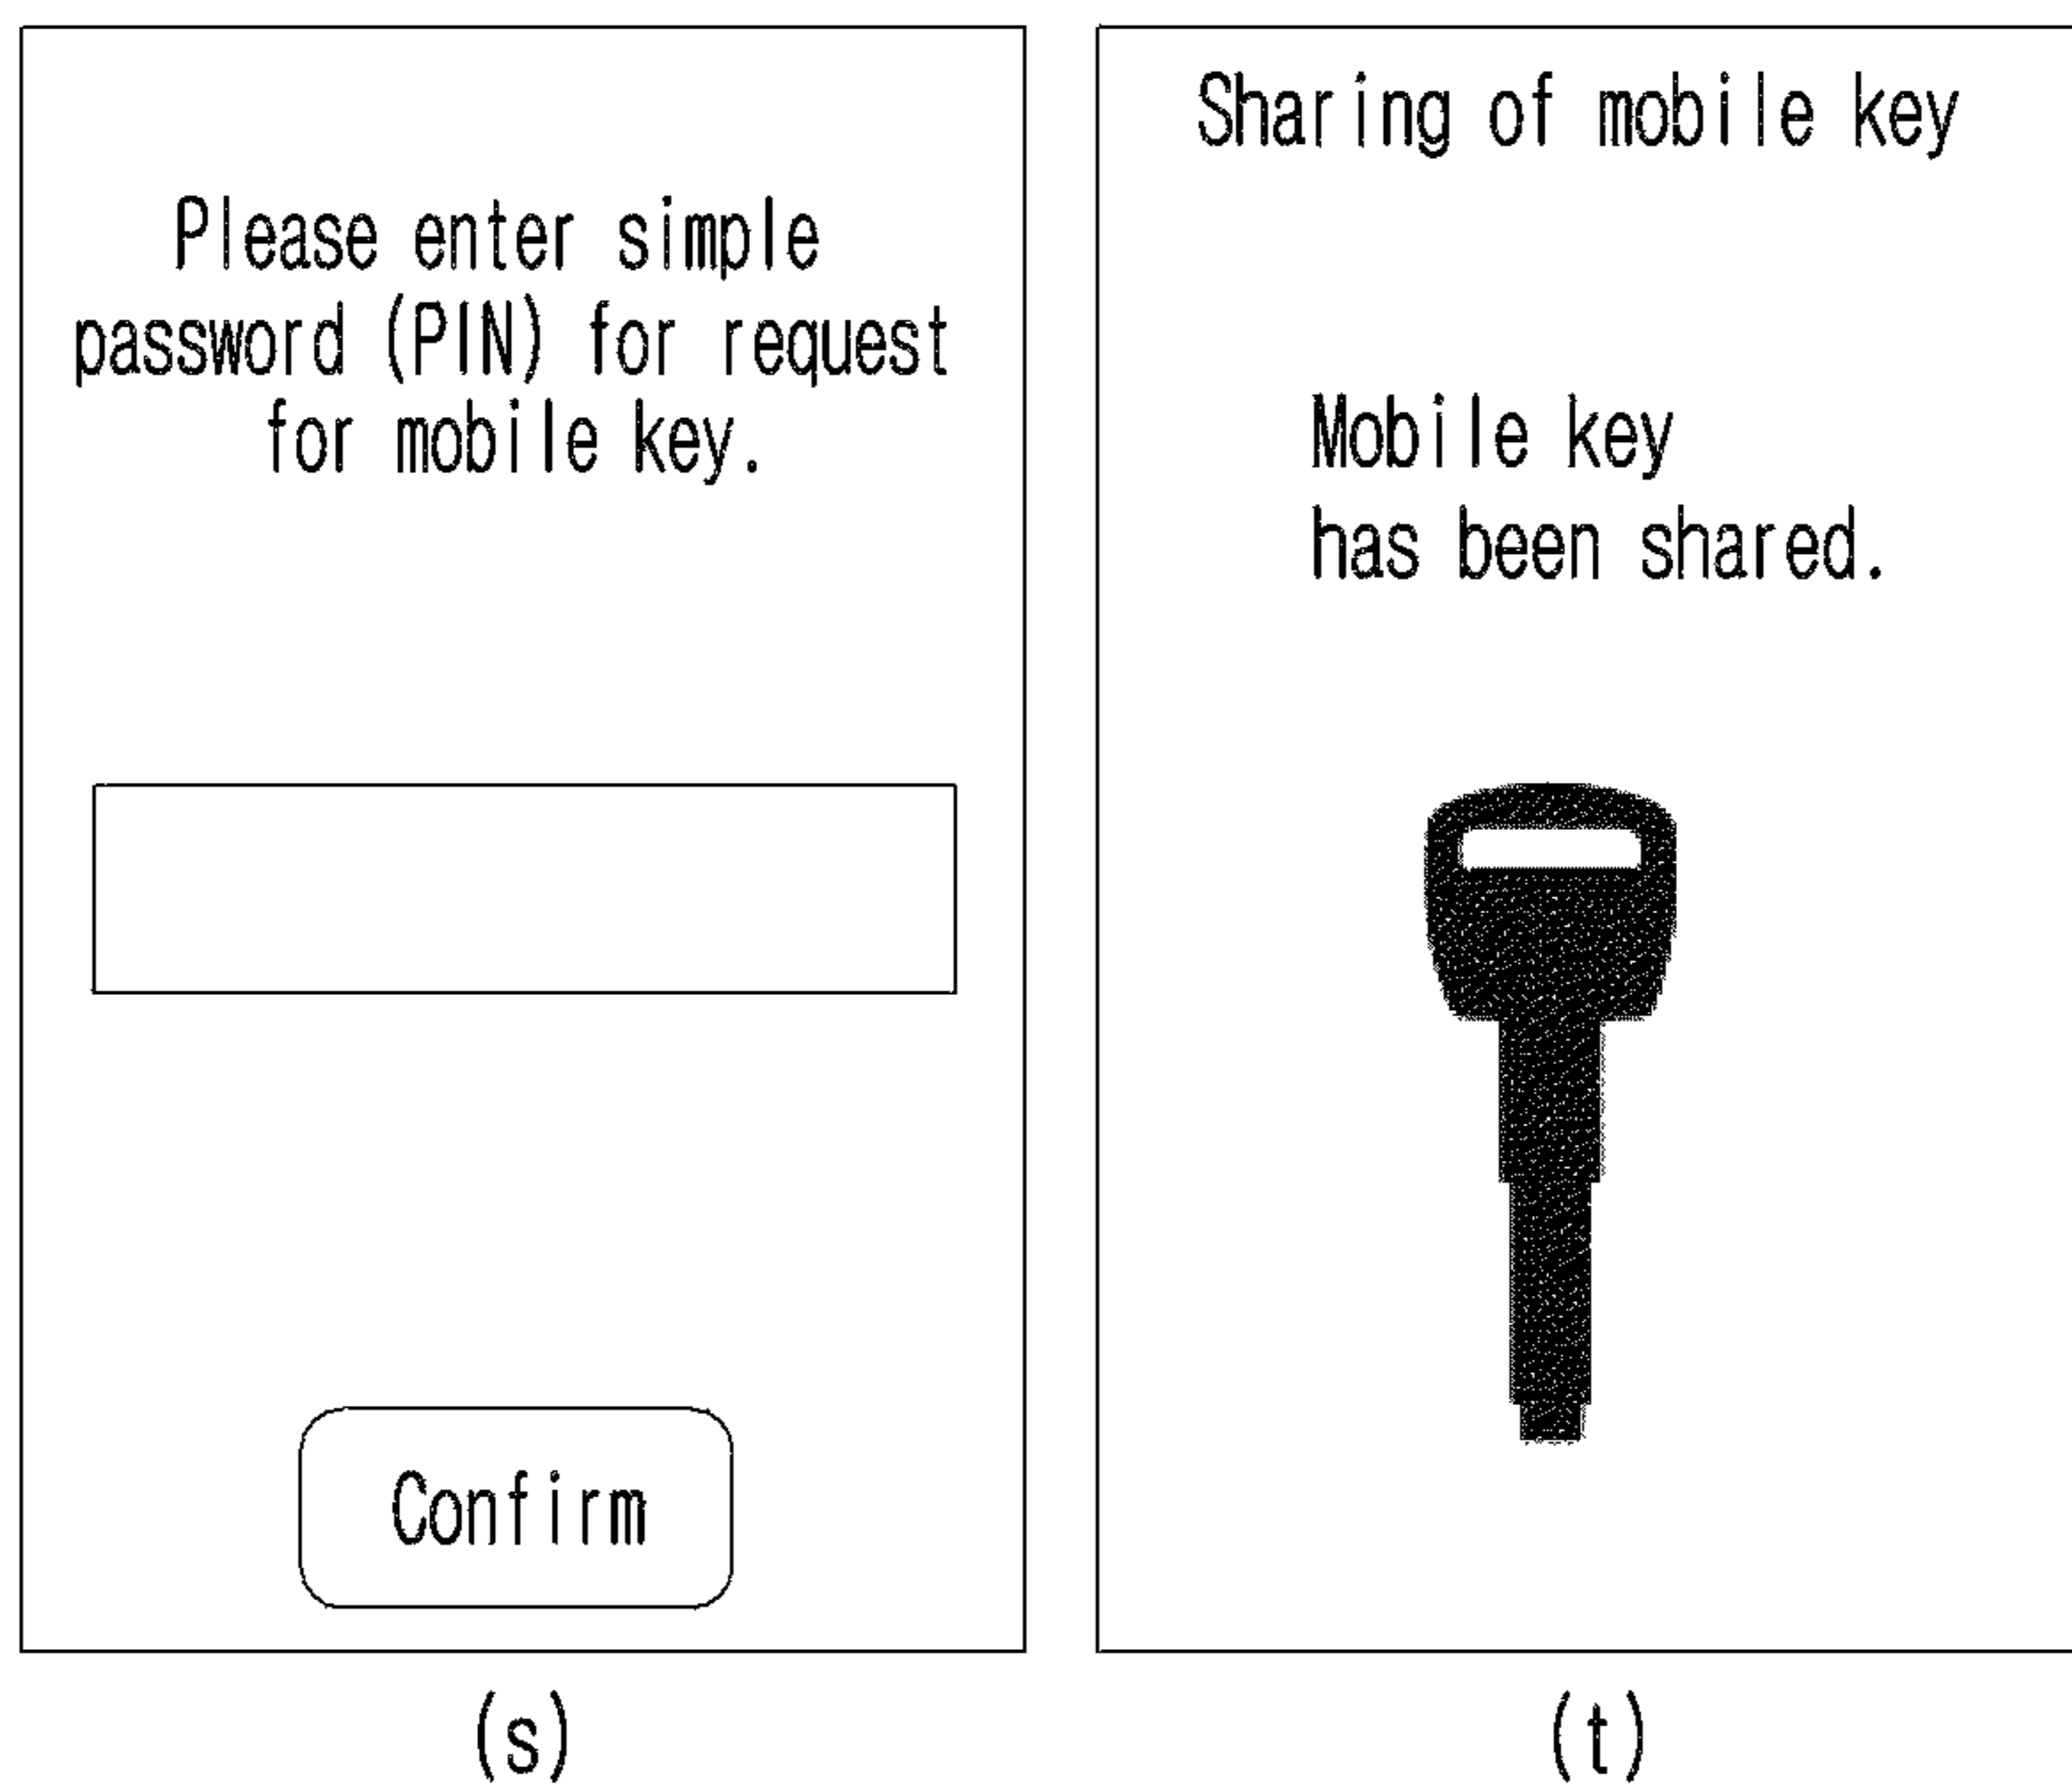 Please enter simple
password (PIN) for request
for mobile key.
Confirm
(s)
Sharing of mobile key
Mobile key
has been shared.
(t)